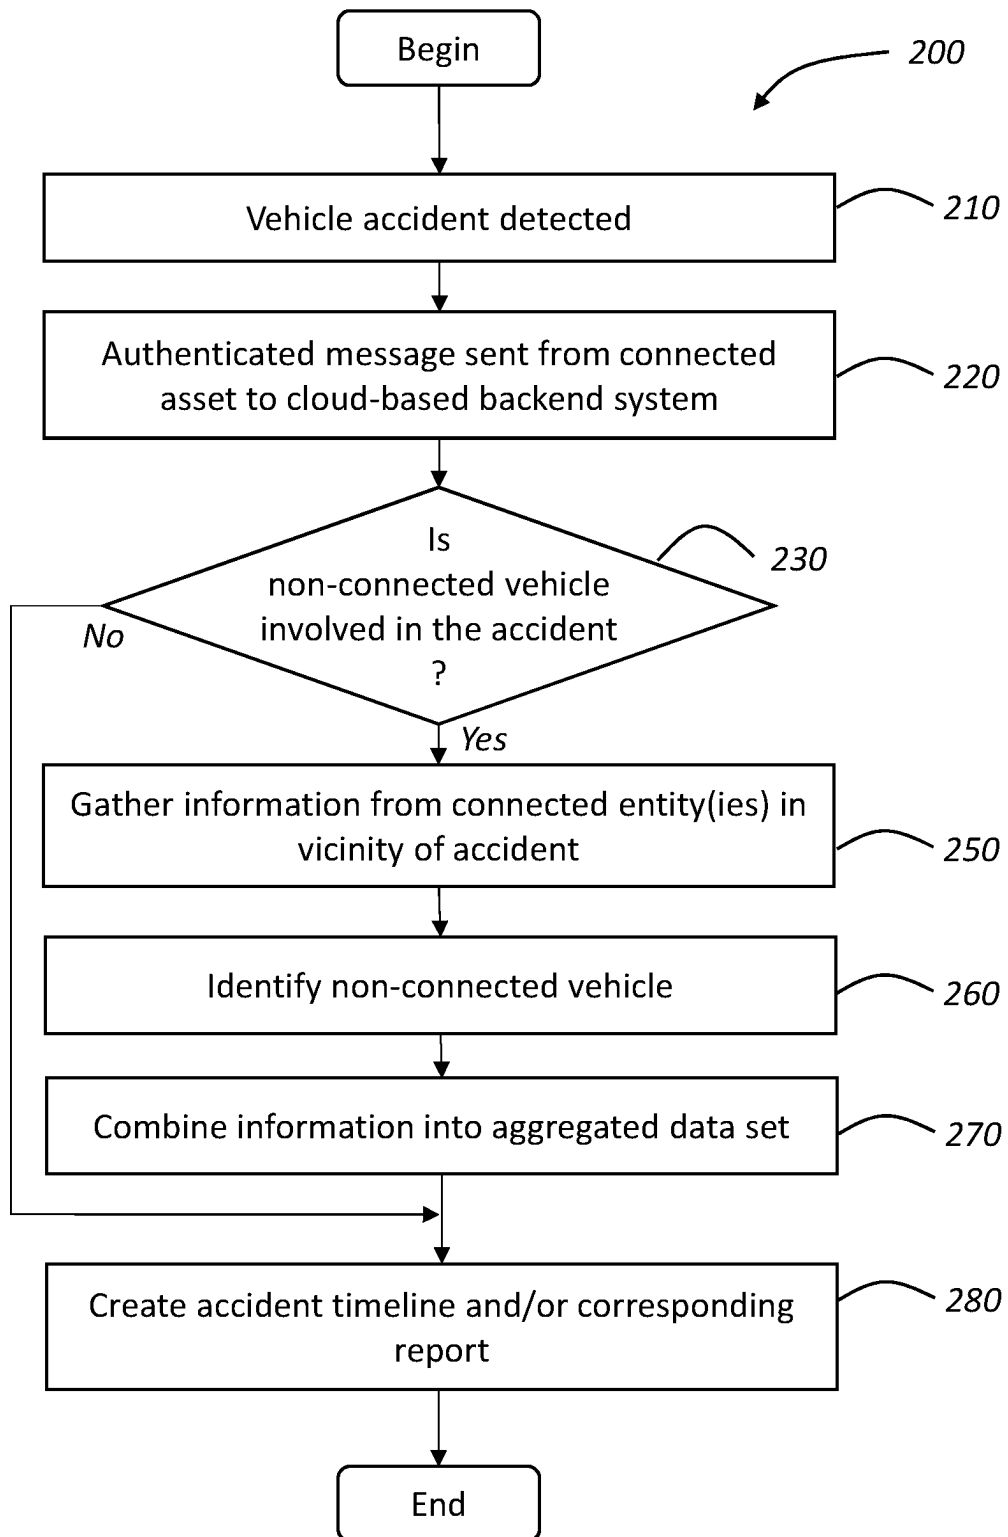 Begin
200
Vehicle accident detected
210
Authenticated message sent from connected
asset to cloud-based backend system
220
Is
non-connected vehicle
involved in the accident
?
230
No
Yes
Gather information from connected entity(ies) in
vicinity of accident
250
Identify non-connected vehicle
260
Combine information into aggregated data set
270
Create accident timeline and/or corresponding
report
280
End